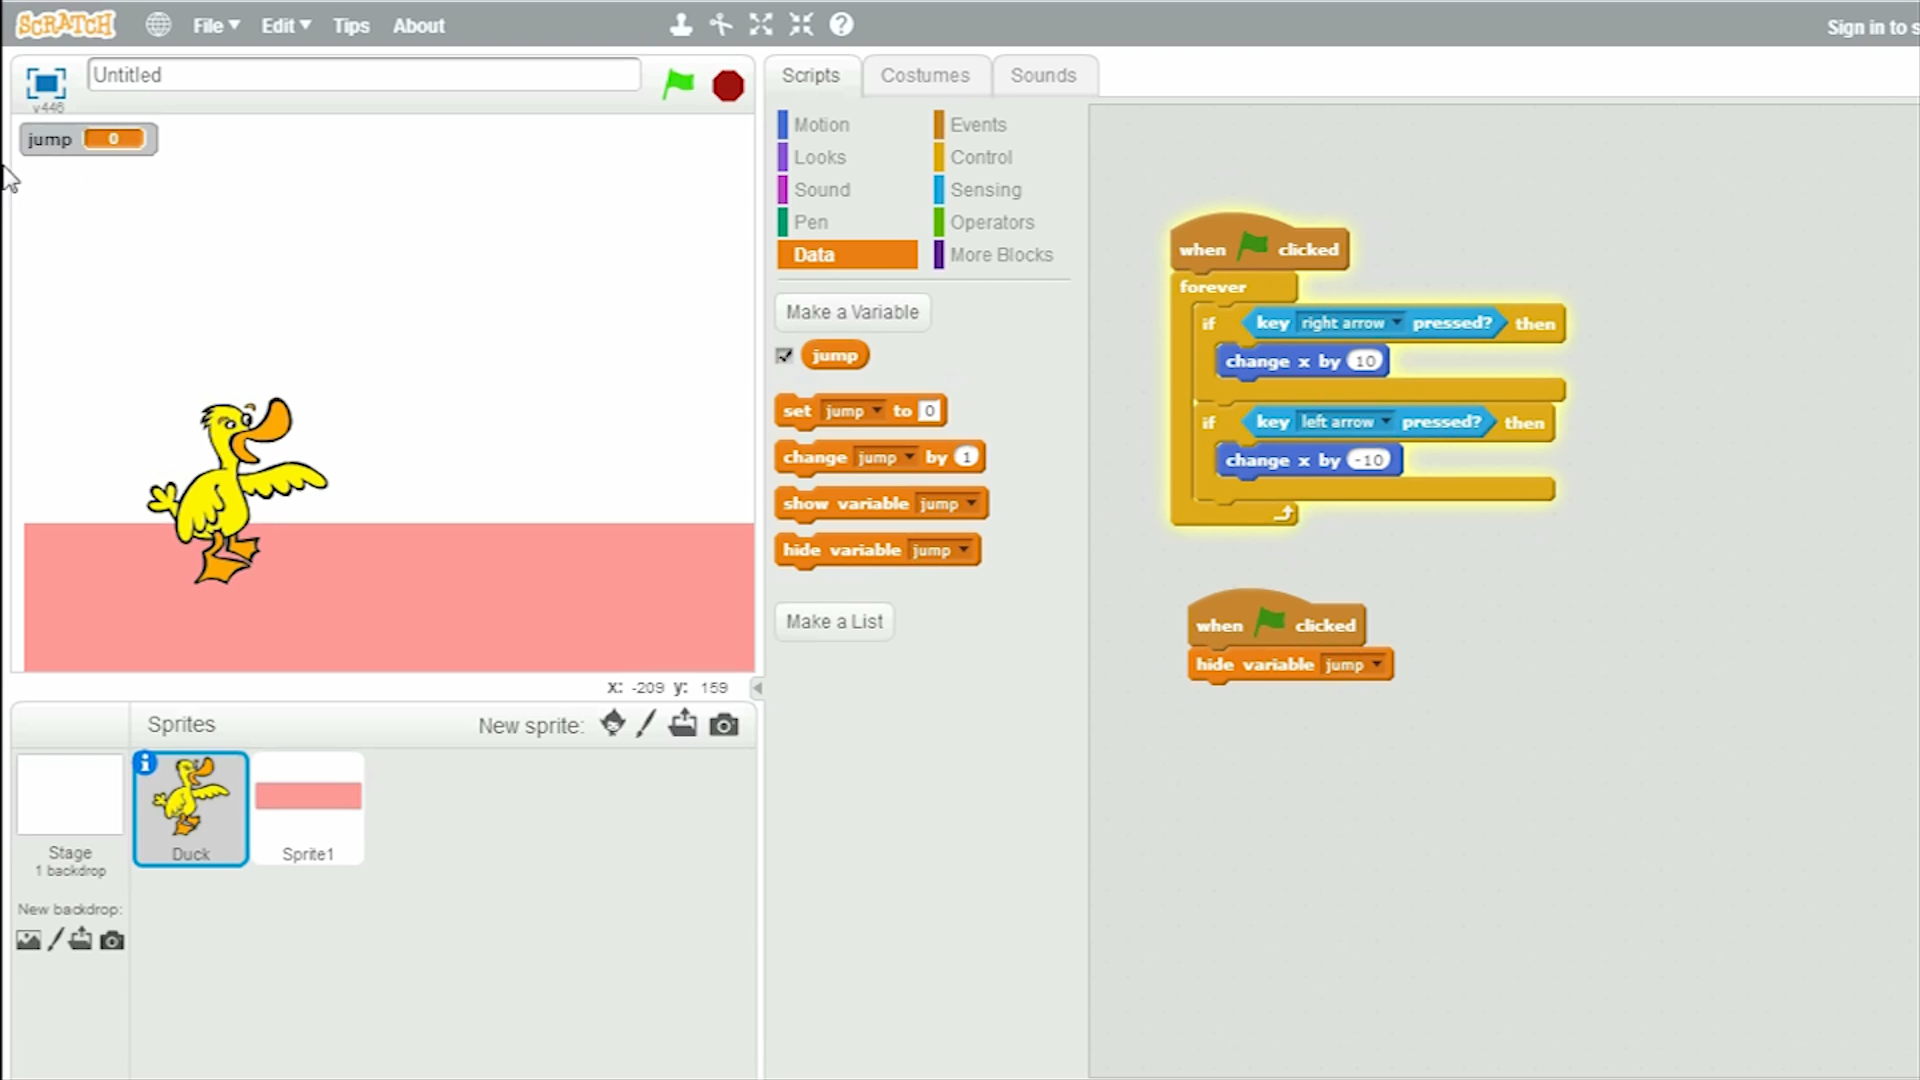 SCRATCH File Edit Tips About Sign in to s
Untitled
v446
jump 0
x: -209 y: 159
Sprites New sprite:
Duck
Sprite1
Stage
1 backdrop
New backdrop:
Scripts Costumes Sounds
Motion Events
Looks Control
Sound Sensing
Pen Operators
Data More Blocks
Make a Variable
jump
set jump to 0
change jump by 1
show variable jump
hide variable jump
Make a List
when clicked
forever
if key right arrow pressed? then
change x by 10
if key left arrow pressed? then
change x by -10
when clicked
hide variable jump